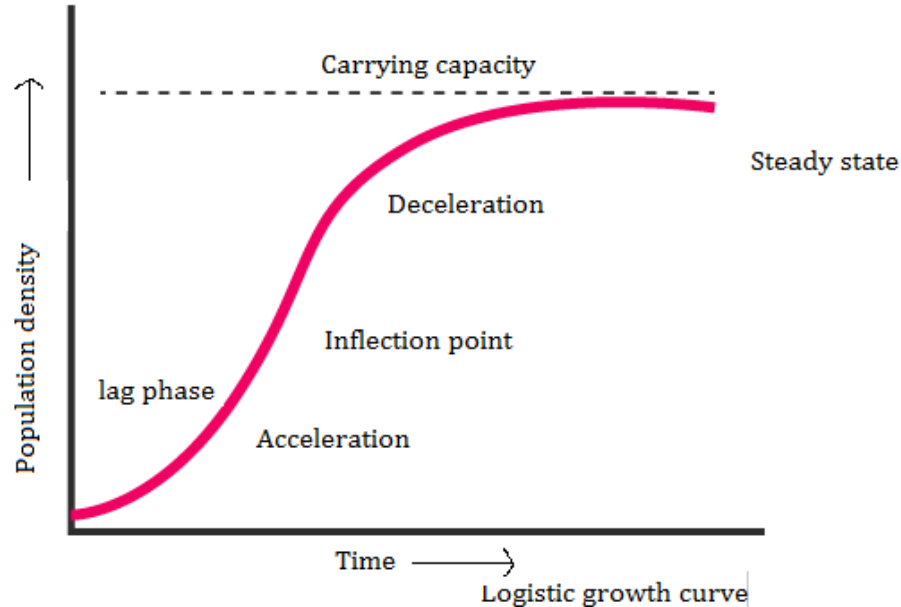 Carrying capacity
Steady state
Deceleration
Population density
Inflection point
lag phase
Acceleration
Time
Logistic growth curve